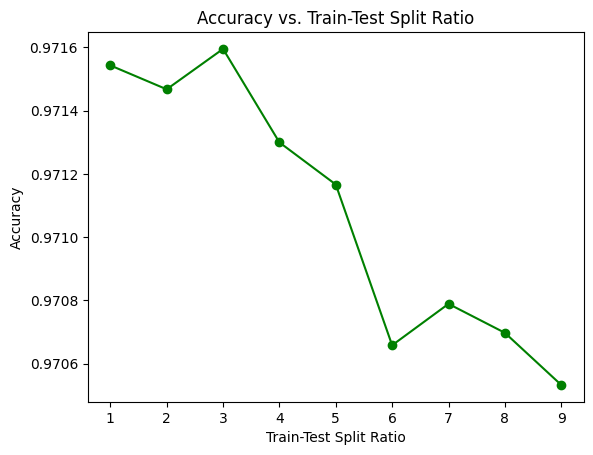 Accuracy vs. Train-Test Split Ratio
0.9716
0.9714
0.9712
0.9710
0.9708
0.9706
Accuracy
1 2 3 4 5 6 7 8 9
Train-Test Split Ratio